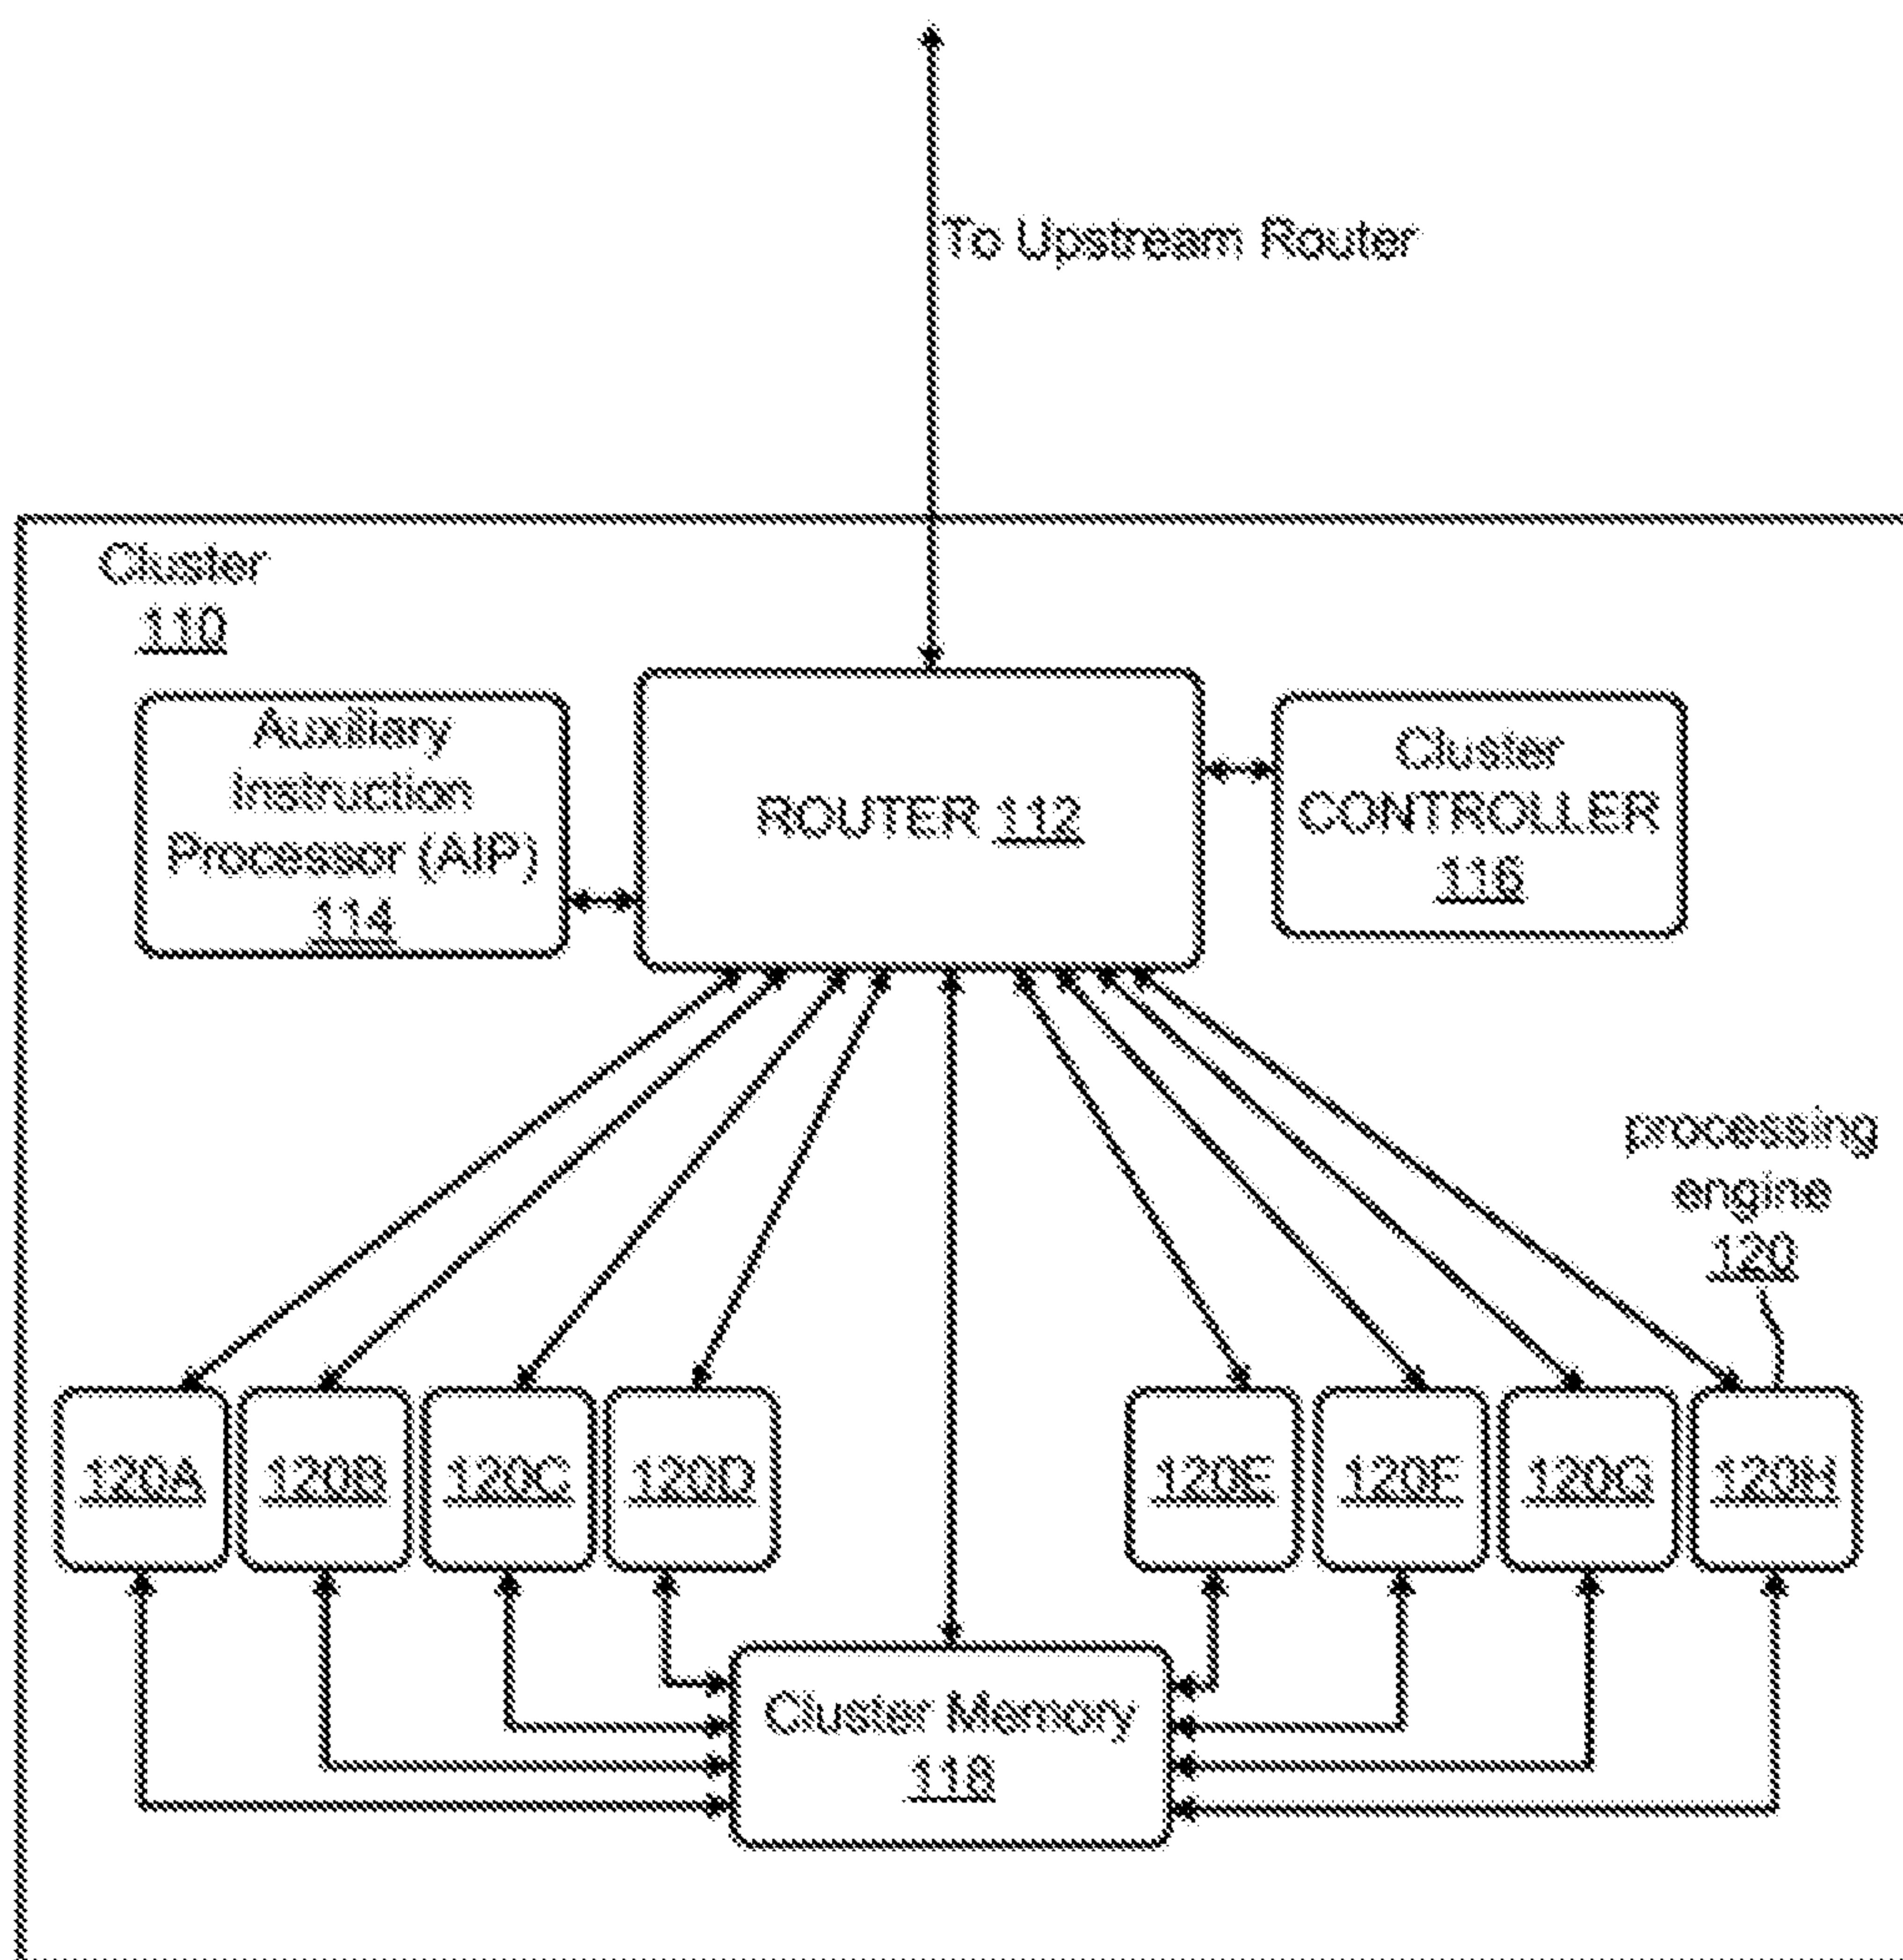 To Upstream Router
Cluster
110
Auxiliary
Instruction
Processor (AIP)
114
ROUTER 112
Cluster
CONTROLLER
116
processing
engine
120
120A 120B 120C 120D 120E 120F 120G 120H
Cluster Memory
118